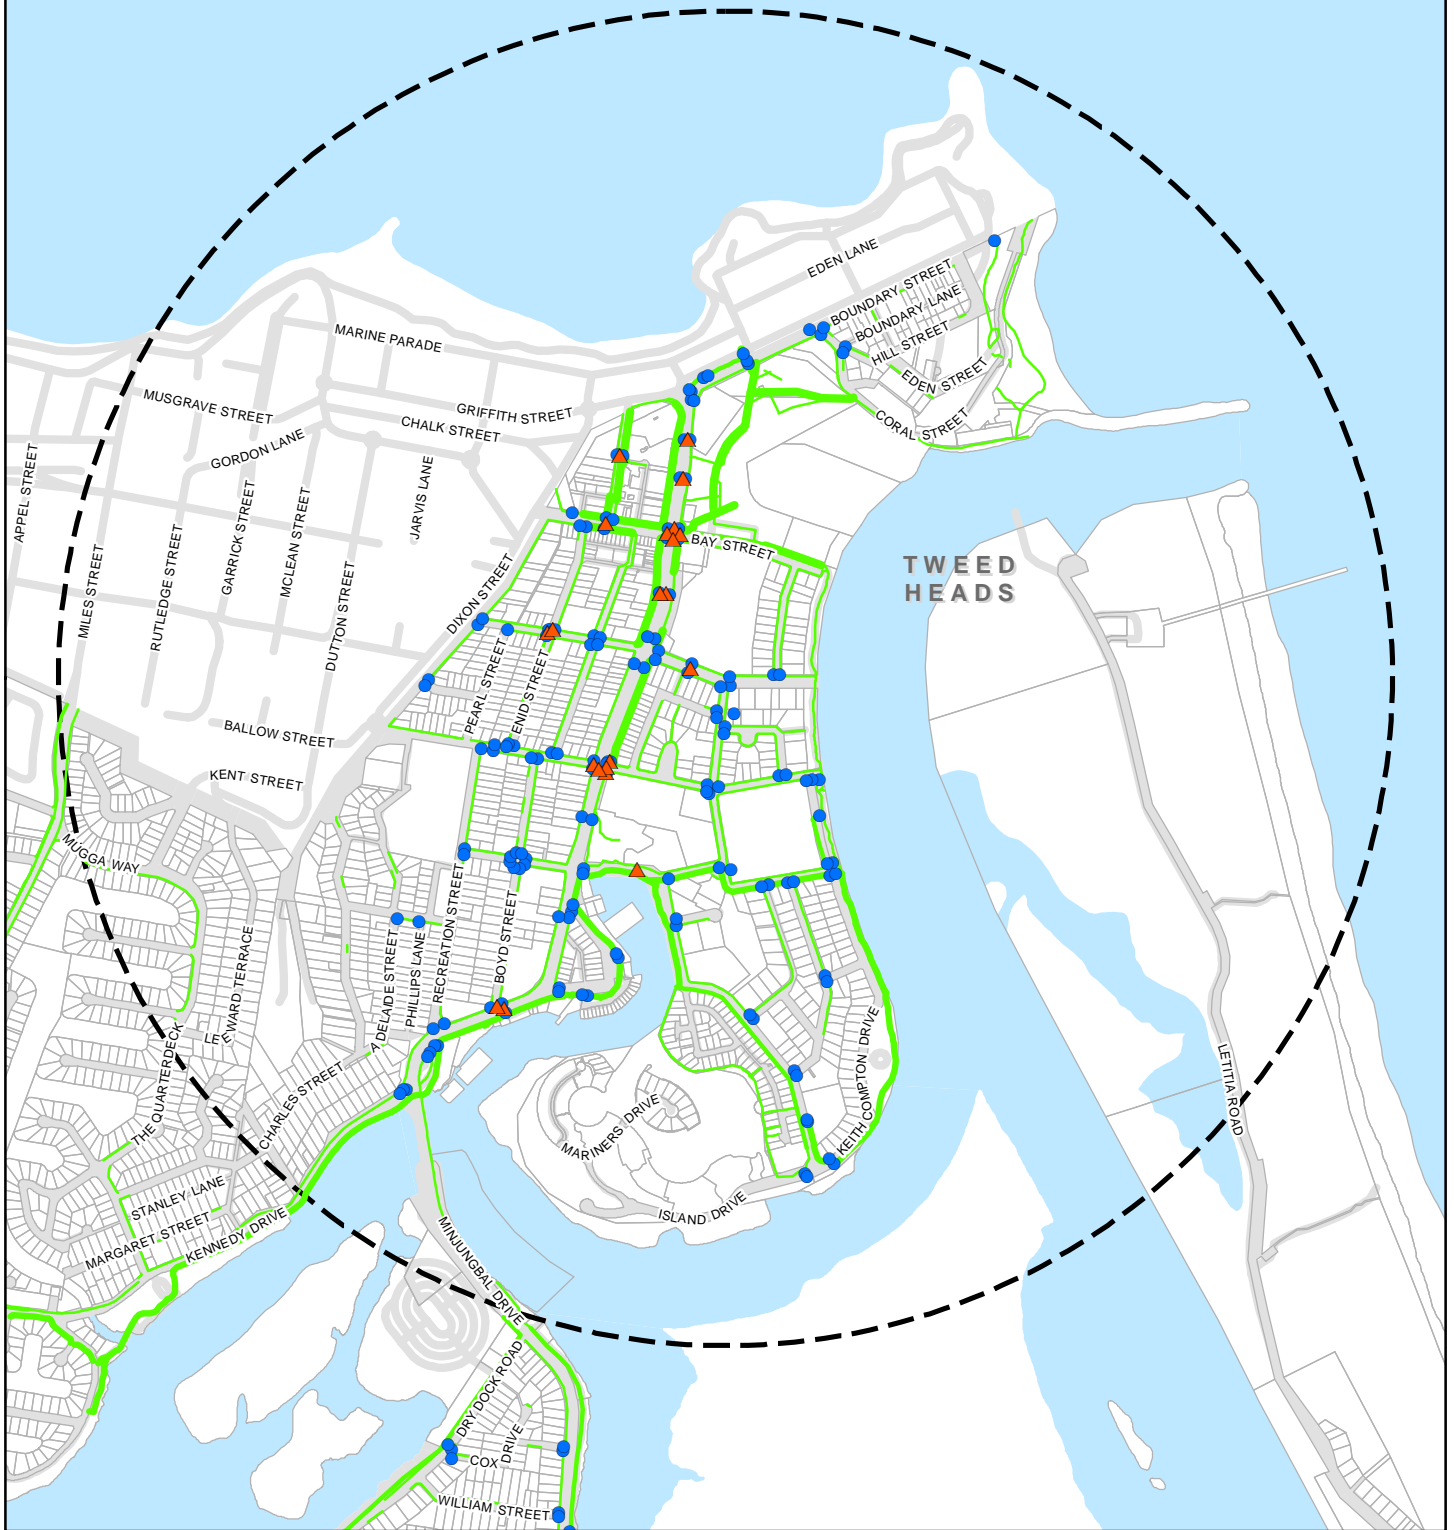 EDEN LANE
BOUNDARY STREET
BOUNDARY LANE
HILL STREET
MARINE PARADE
EDEN STREET
MUSGRAVE STREET
GRIFFITH STREET
CHALK STREET
CORAL STREET
GORDON LANE
APPEL STREET
JARVIS LANE
GARRICK STREET
MCLEAN STREET
BAY STREET
RUTLEDGE STREET
MILES STREET
DIXON STREET
DUTTON STREET
TWEED
HEADS
PEARL STREET
ENID STREET
BALLOW STREET
KENT STREET
MUGGA WAY
RECREATION STREET
BOYD STREET
LEEWARD TERRACE
ADELAIDE STREET
PHILLIPS LANE
THE QUARTERDECK
CHARLES STREET
KEITH COMPTON DRIVE
LETITIA ROAD
MARINERS DRIVE
STANLEY LANE
ISLAND DRIVE
MARGARET STREET
KENNEDY DRIVE
MINJUNGBAL DRIVE
DRY DOCK ROAD
COX DRIVE
WILLIAM STREET